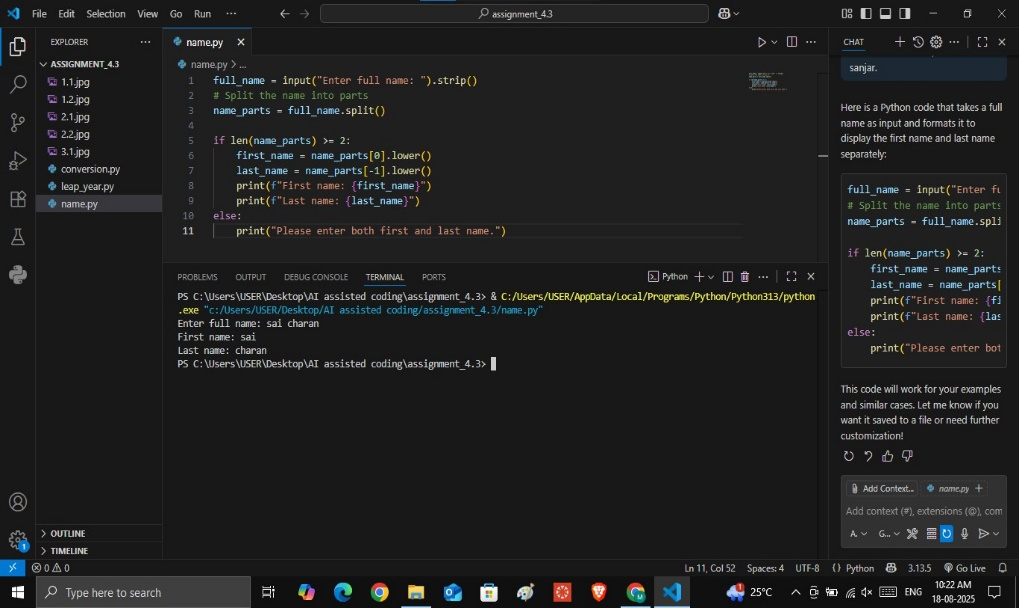 File Edit Selection View Go Run ···
assignment_4.3
EXPLORER
ASSIGNMENT_4.3
1.1.jpg
1.2.jpg
2.1.jpg
2.2.jpg
3.1.jpg
conversion.py
leap_year.py
name.py
OUTLINE
TIMELINE
name.py
name.py > ...
1 full_name = input("Enter full name: ").strip()
2 # Split the name into parts
3 name_parts = full_name.split()
4
5 if len(name_parts) >= 2:
6 first_name = name_parts[0].lower()
7 last_name = name_parts[-1].lower()
8 print(f"First name: {first_name}")
9 print(f"Last name: {last_name}")
10 else:
11 print("Please enter both first and last name.")
PROBLEMS OUTPUT DEBUG CONSOLE TERMINAL PORTS
Python
PS C:\Users\USER\Desktop\AI assisted coding\assignment_4.3> & C:/Users/USER/AppData/Local/Programs/Python/Python313/python
.exe "c:/Users/USER/Desktop/AI assisted coding/assignment_4.3/name.py"
Enter full name: sai charan
First name: sai
Last name: charan
PS C:\Users\USER\Desktop\AI assisted coding\assignment_4.3>
CHAT
sanjar.
Here is a Python code that takes a full
name as input and formats it to
display the first name and last name
separately:
full_name = input("Enter fu
# Split the name into parts
name_parts = full_name.spli
if len(name_parts) >= 2:
first_name = name_parts
last_name = name_parts[
print(f"First name: {fi
print(f"Last name: {las
else:
print("Please enter bot
This code will work for your examples
and similar cases. Let me know if you
want it saved to a file or need further
customization!
Add Context... name.py +
Add context (#), extensions (@), com
A. G...
1
0 0
Ln 11, Col 52 Spaces: 4 UTF-8 {} Python 3.13.5 Go Live
Type here to search
25°C
ENG
10:22 AM
18-08-2025